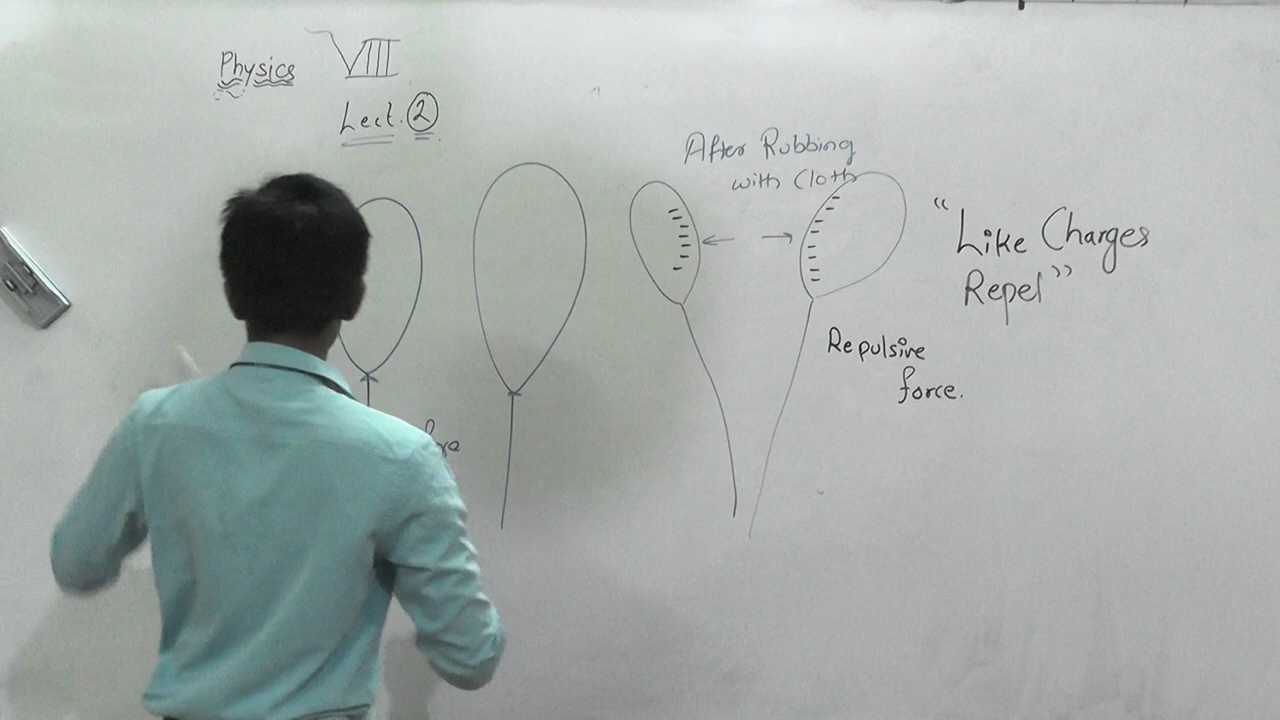 Physics VIII
Lect. 2
After Rubbing
with Cloth
"Like Charges
Repel"
Repulsive
force.